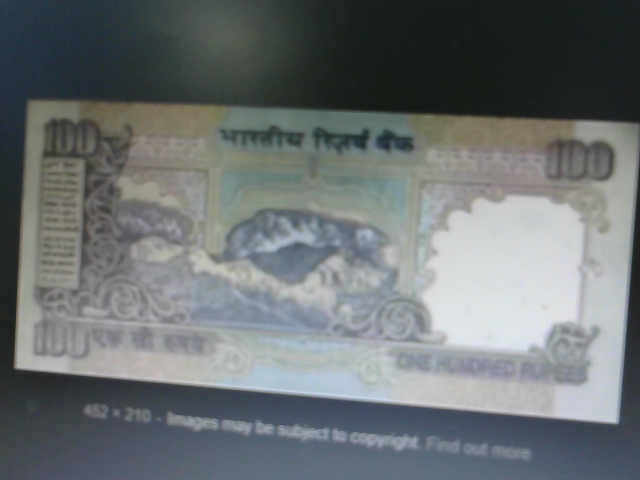 100 भारतीय रिज़र्व बैंक 100
100 एक सौ रुपये
ONE HUNDRED RUPEES
452 × 210 - Images may be subject to copyright. Find out more